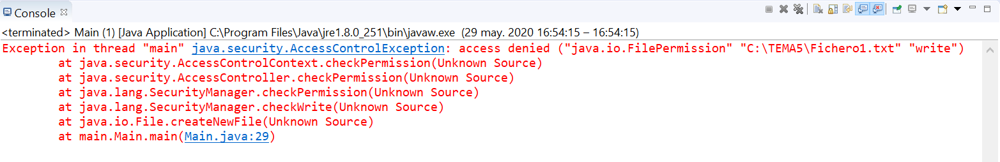 Console
<terminated> Main (1) [Java Application] C:\Program Files\Java\jre1.8.0_251\bin\javaw.exe (29 may. 2020 16:54:15 – 16:54:15)
Exception in thread "main" java.security.AccessControlException: access denied ("java.io.FilePermission" "C:\TEMA5\Fichero1.txt" "write")
at java.security.AccessControlContext.checkPermission(Unknown Source)
at java.security.AccessController.checkPermission(Unknown Source)
at java.lang.SecurityManager.checkPermission(Unknown Source)
at java.lang.SecurityManager.checkWrite(Unknown Source)
at java.io.File.createNewFile(Unknown Source)
at main.Main.main(Main.java:29)